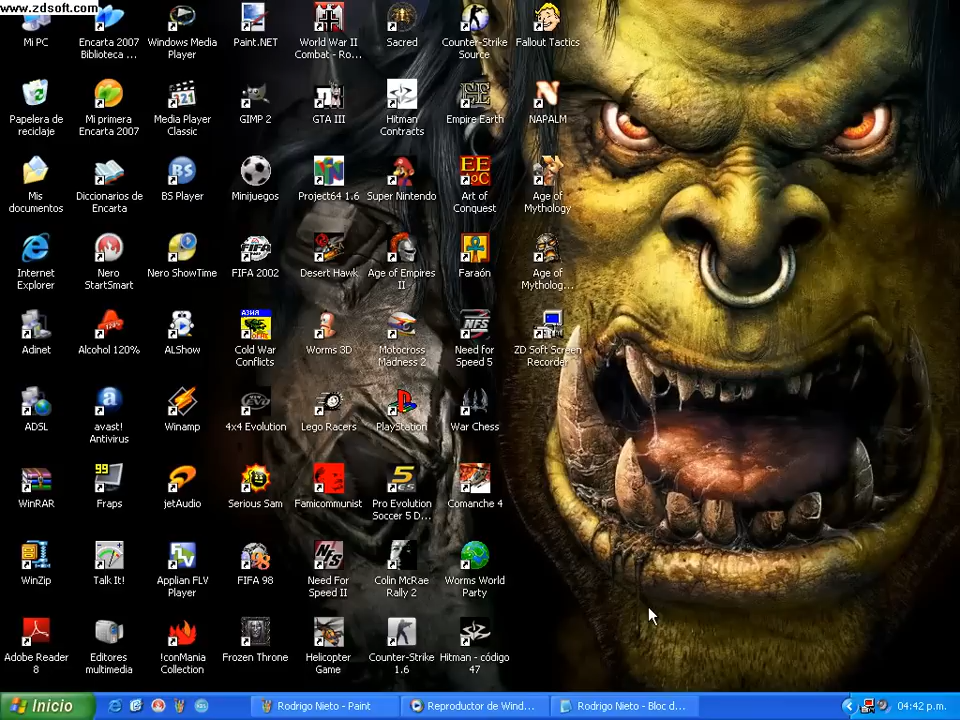 www.zdsoft.com
Mi PC
Encarta 2007
Biblioteca ...
Windows Media
Player
Paint.NET
World War II
Combat - Ro...
Sacred
Counter-Strike
Source
Fallout Tactics
Papelera de
reciclaje
Mi primera
Encarta 2007
Media Player
Classic
GIMP 2
GTA III
Hitman
Contracts
Empire Earth
NAPALM
Mis
documentos
Diccionarios de
Encarta
BS Player
Minijuegos
Project64 1.6
Super Nintendo
Art of
Conquest
Age of
Mythology
Internet
Explorer
Nero
StartSmart
Nero ShowTime
FIFA 2002
Desert Hawk
Age of Empires
II
Faraón
Age of
Mytholog...
Adinet
Alcohol 120%
ALShow
Cold War
Conflicts
Worms 3D
Motocross
Madness 2
Need for
Speed 5
ZD Soft Screen
Recorder
ADSL
avast!
Antivirus
Winamp
4x4 Evolution
Lego Racers
PlayStation
War Chess
WinRAR
Fraps
jetAudio
Serious Sam
Famicommunist
Pro Evolution
Soccer 5 D...
Comanche 4
WinZip
Talk It!
Applian FLV
Player
FIFA 98
Need For
Speed II
Colin McRae
Rally 2
Worms World
Party
Adobe Reader
8
Editores
multimedia
!conMania
Collection
Frozen Throne
Helicopter
Game
Counter-Strike
1.6
Hitman - código
47
Inicio
Rodrigo Nieto - Paint
Reproductor de Wind...
Rodrigo Nieto - Bloc d...
04:42 p.m.